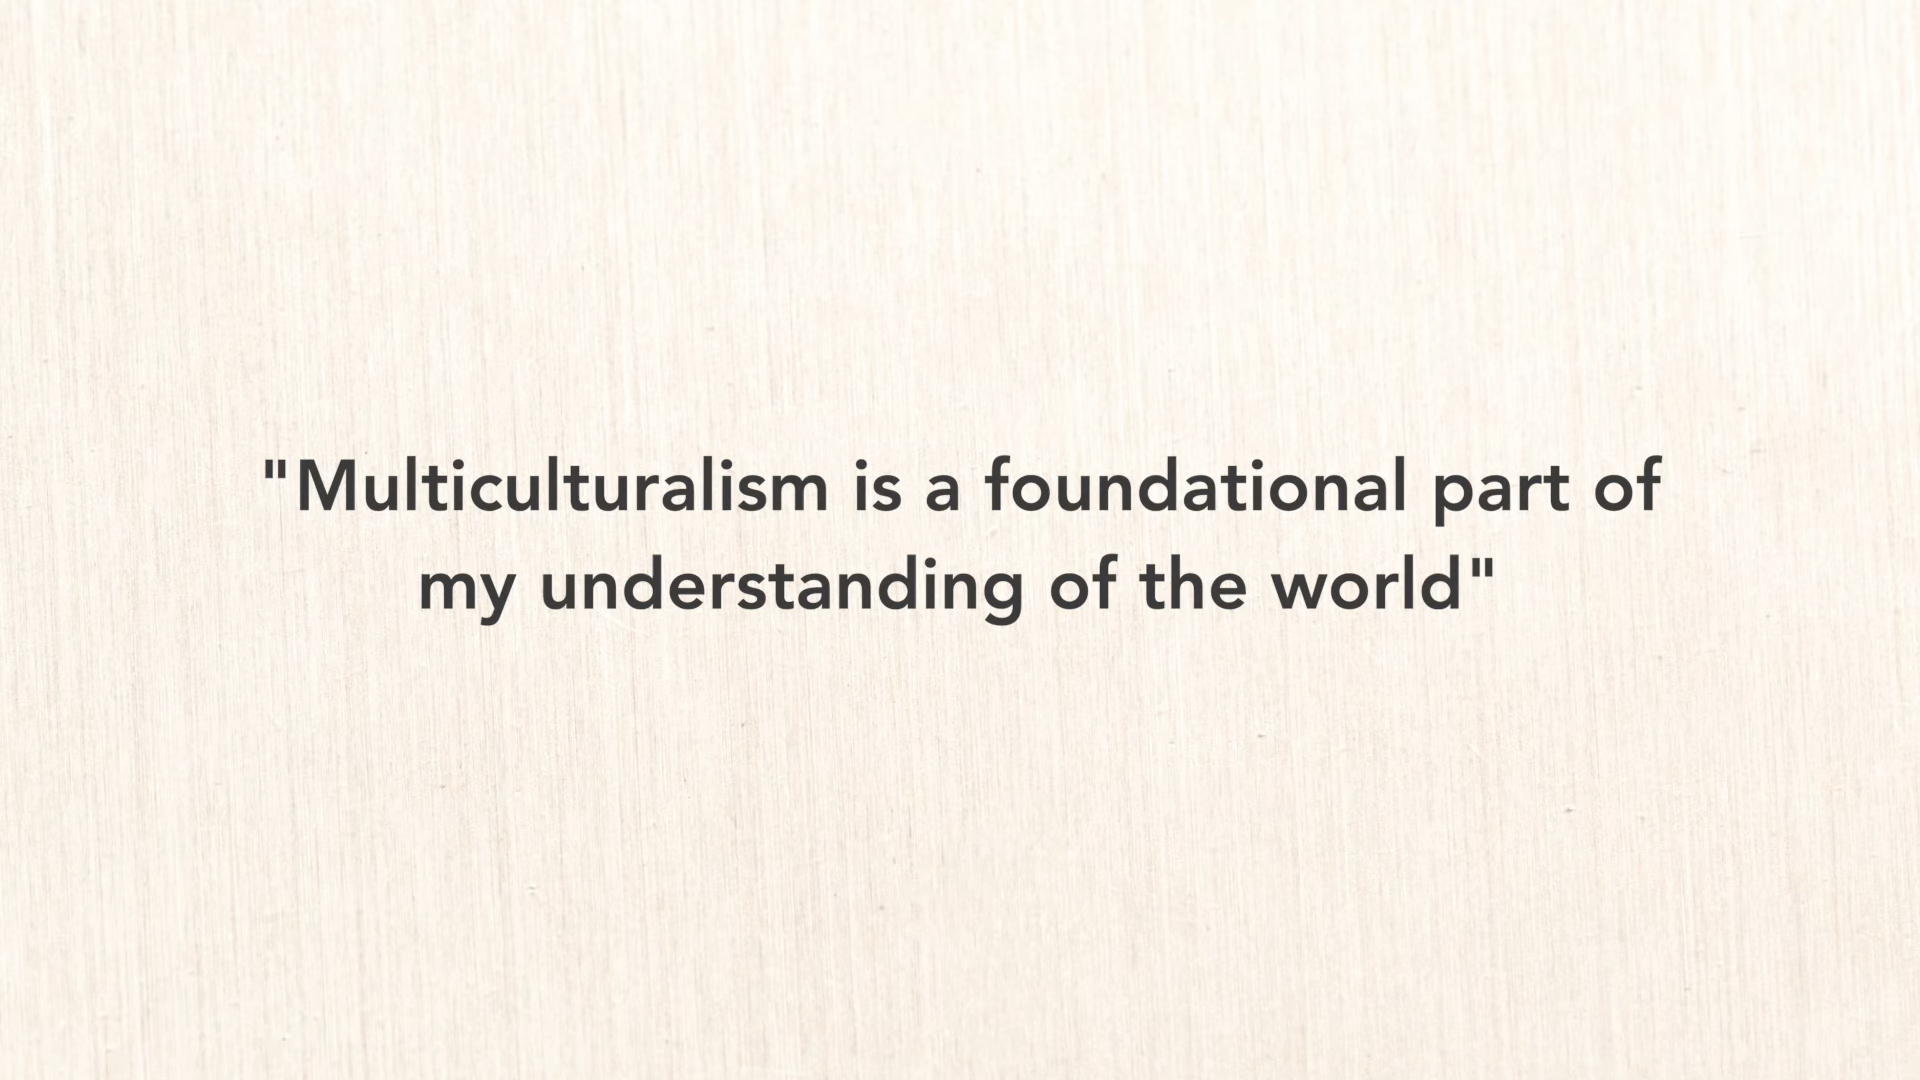 "Multiculturalism is a foundational part of
my understanding of the world"